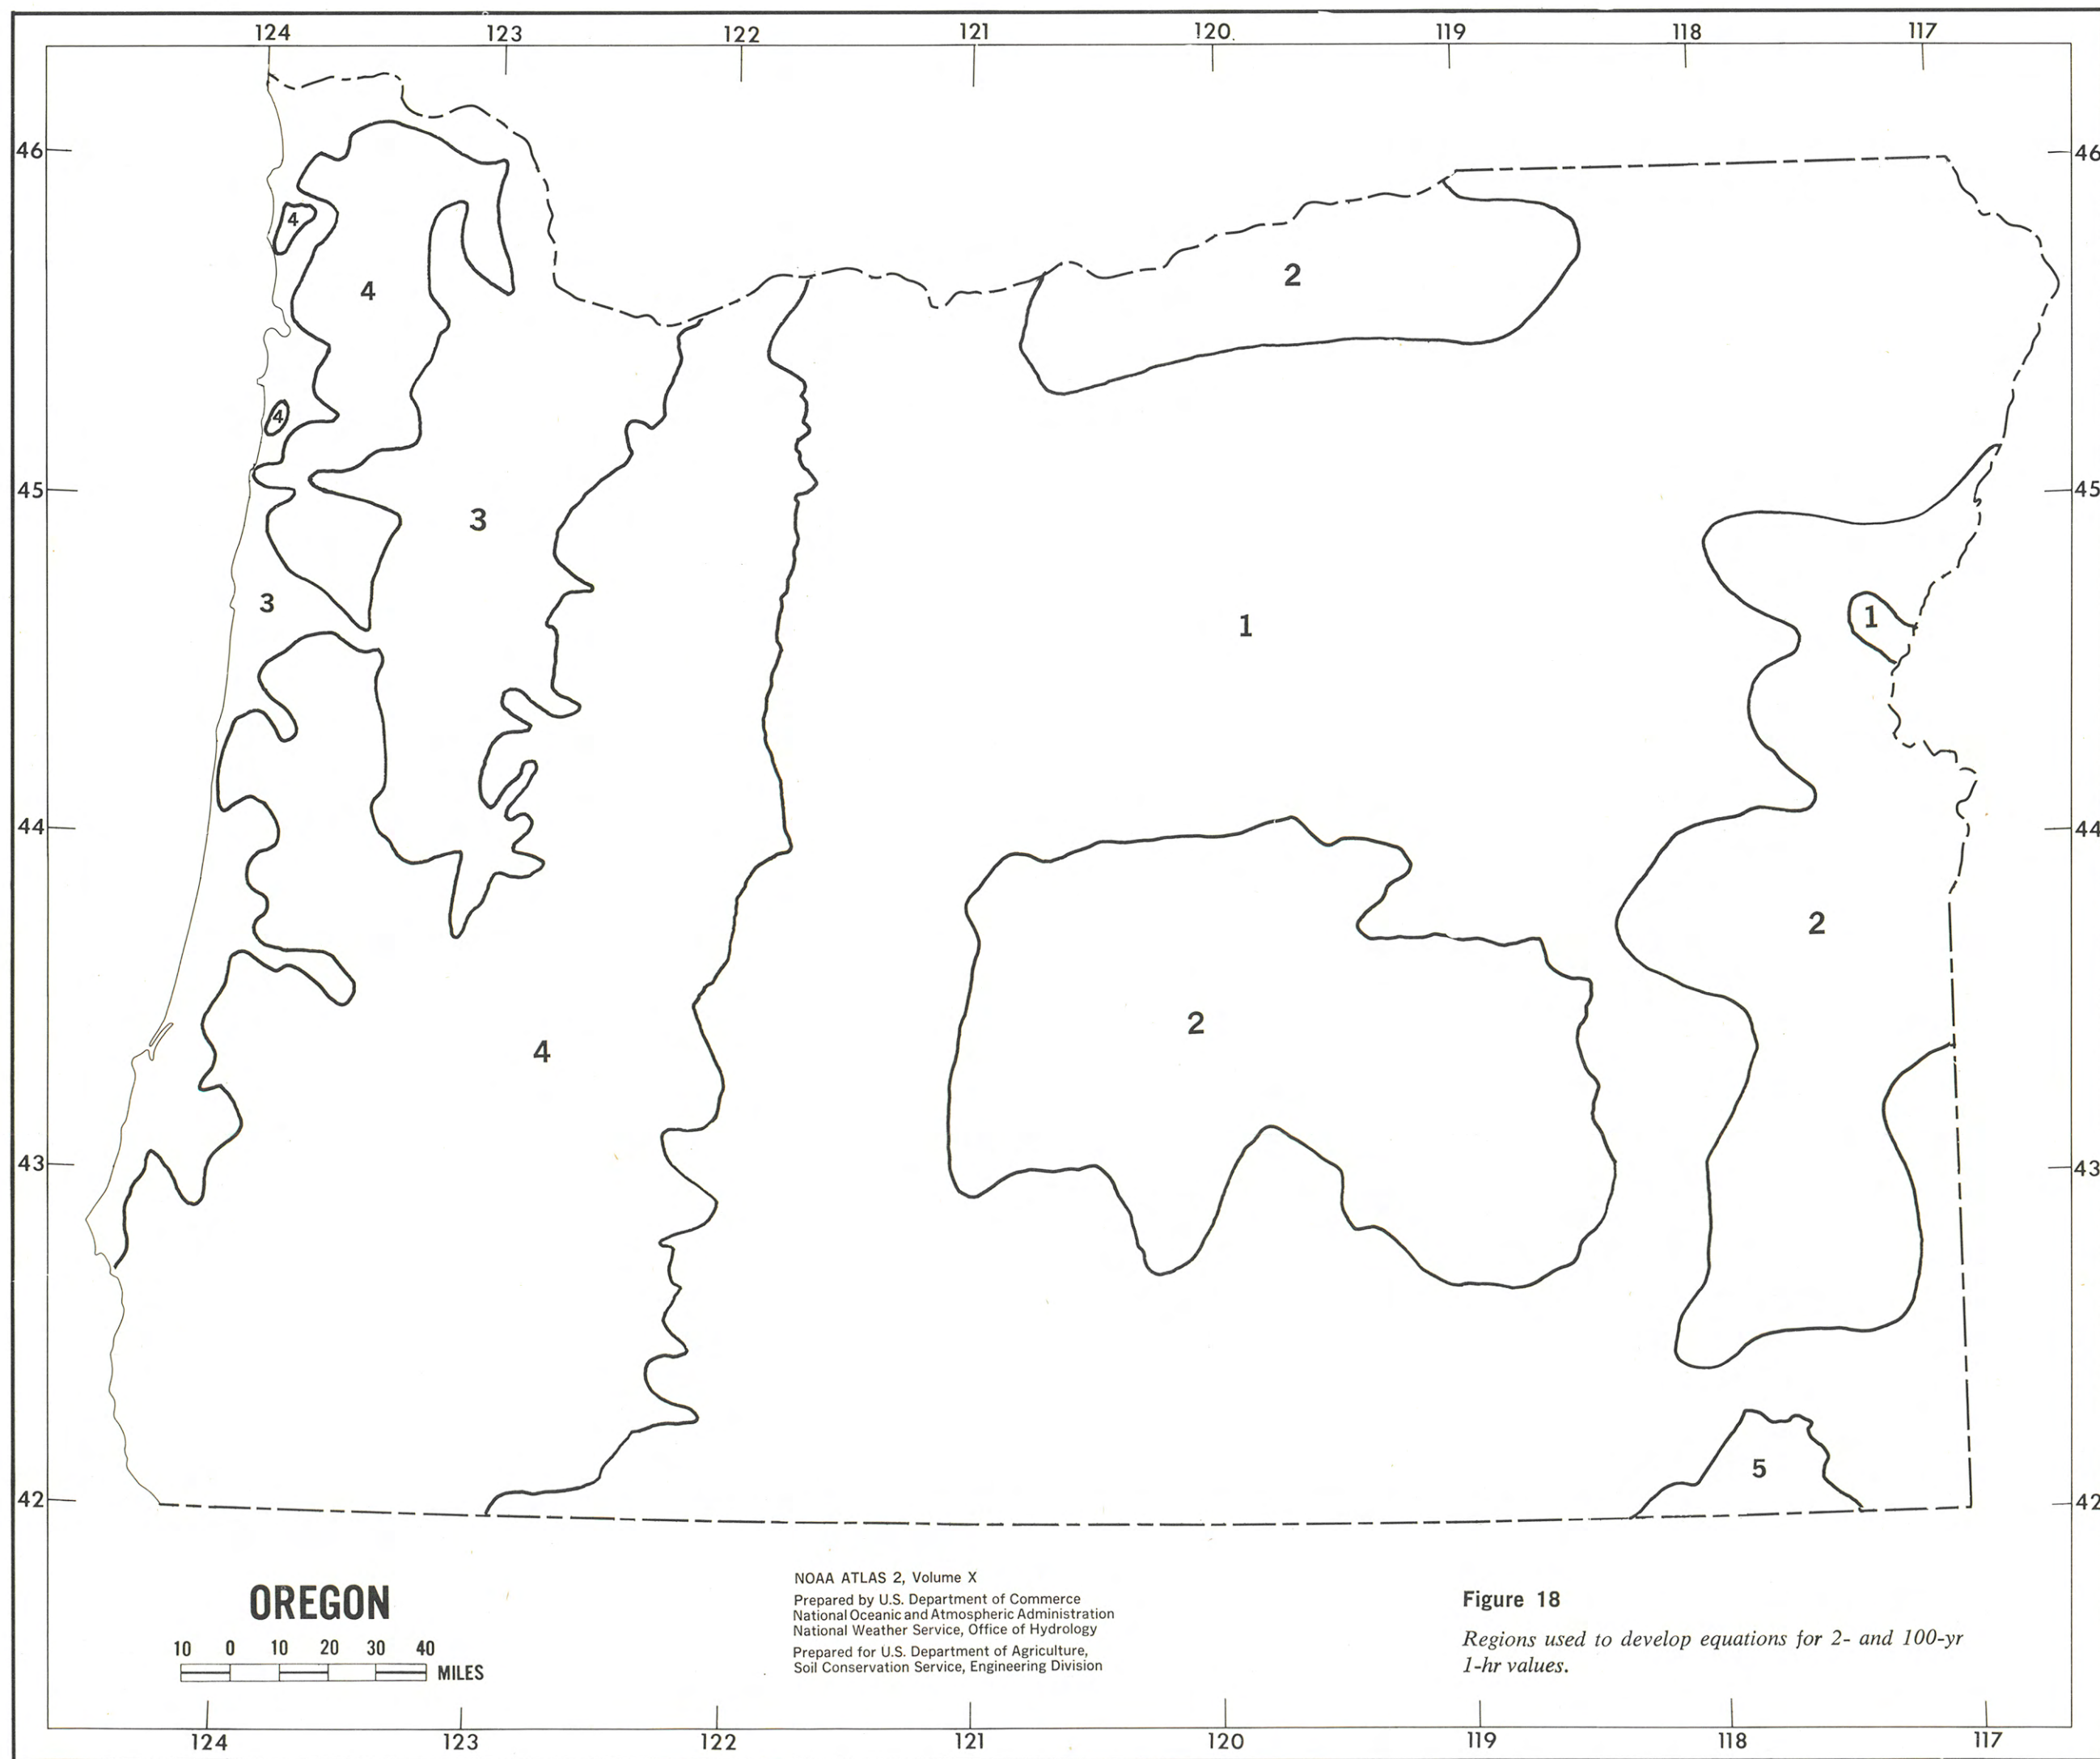 124 123 122 121 120. 119 118 117
46 46
4
4
2
4
45 45
3
3
1
1
44 44
2
2
4
43 43
5
42 42
OREGON
10 0 10 20 30 40
MILES
NOAA ATLAS 2, Volume X
Prepared by U.S. Department of Commerce
National Oceanic and Atmospheric Administration
National Weather Service, Office of Hydrology
Prepared for U.S. Department of Agriculture,
Soil Conservation Service, Engineering Division
Figure 18
Regions used to develop equations for 2- and 100-yr
1-hr values.
124 123 122 121 120 119 118 117